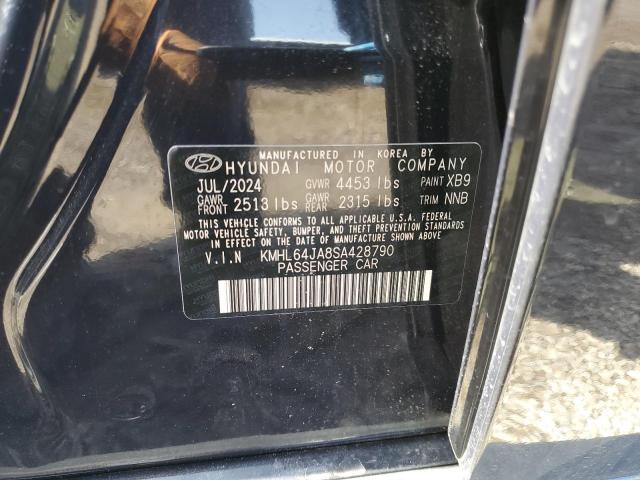 MANUFACTURED IN KOREA BY
HYUNDAI MOTOR COMPANY
JUL/2024 GVWR 4453 lbs PAINT XB9
GAWR FRONT 2513 lbs GAWR REAR 2315 lbs TRIM NNB
THIS VEHICLE CONFORMS TO ALL APPLICABLE U.S.A. FEDERAL
MOTOR VEHICLE SAFETY, BUMPER, AND THEFT PREVENTION STANDARDS
IN EFFECT ON THE DATE OF MANUFACTURE SHOWN ABOVE.
V.I.N KMHL64JA8SA428790
PASSENGER CAR